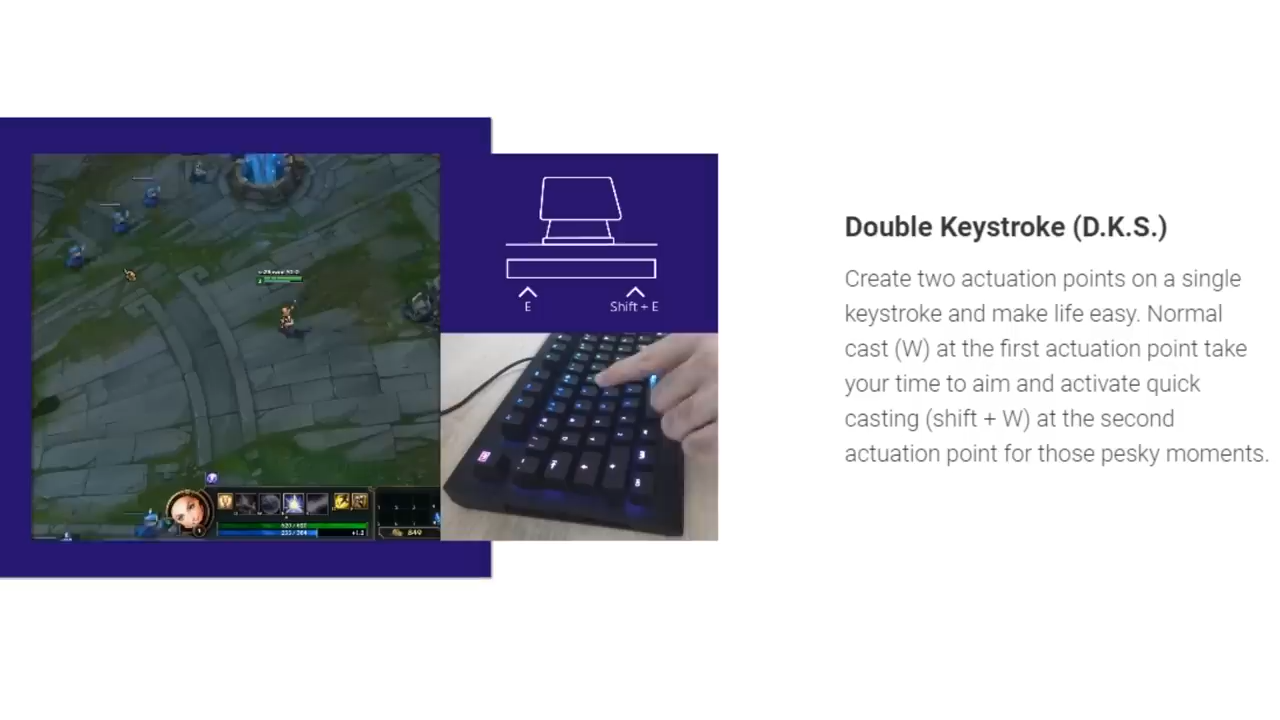 E
Shift + E
Double Keystroke (D.K.S.)
Create two actuation points on a single
keystroke and make life easy. Normal
cast (W) at the first actuation point take
your time to aim and activate quick
casting (shift + W) at the second
actuation point for those pesky moments.
849